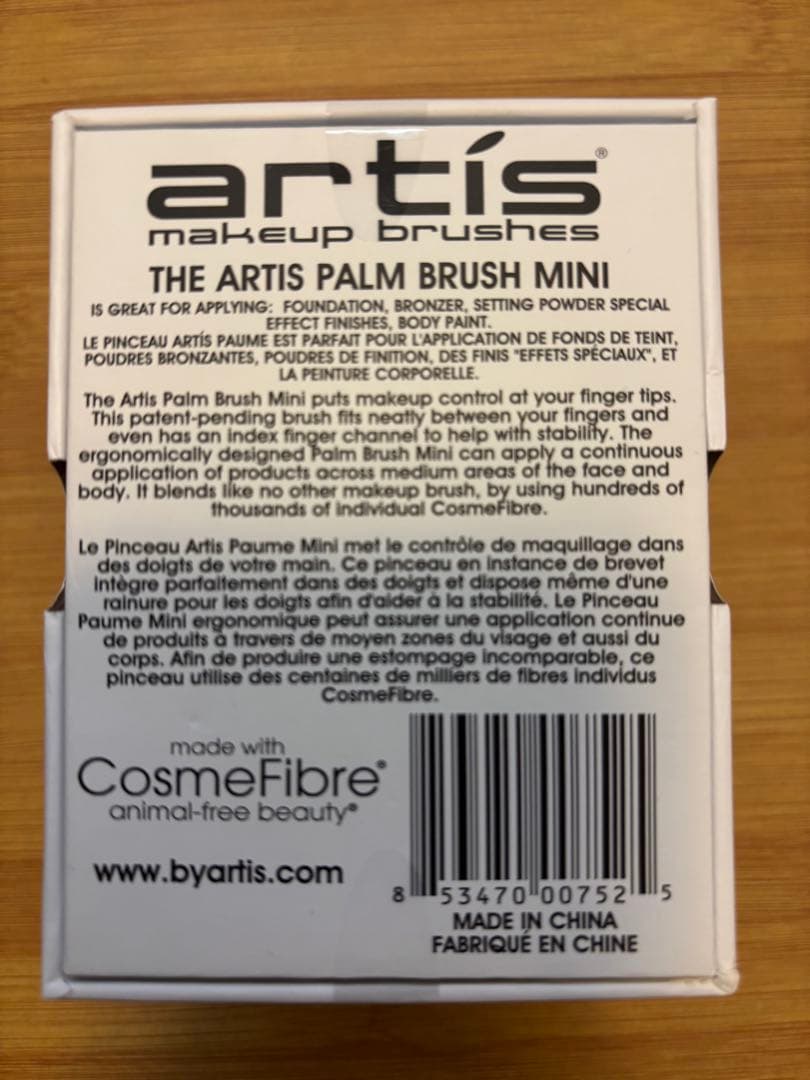 artís®
makeup brushes
THE ARTIS PALM BRUSH MINI
IS GREAT FOR APPLYING: FOUNDATION, BRONZER, SETTING POWDER SPECIAL
EFFECT FINISHES, BODY PAINT.
LE PINCEAU ARTÍS PAUME EST PARFAIT POUR L'APPLICATION DE FONDS DE TEINT,
POUDRES BRONZANTES, POUDRES DE FINITION, DES FINIS "EFFETS SPÉCIAUX", ET
LA PEINTURE CORPORELLE.
The Artis Palm Brush Mini puts makeup control at your finger tips.
This patent-pending brush fits neatly between your fingers and
even has an index finger channel to help with stability. The
ergonomically designed Palm Brush Mini can apply a continuous
application of products across medium areas of the face and
body. It blends like no other makeup brush, by using hundreds of
thousands of individual CosmeFibre.
Le Pinceau Artis Paume Mini met le contrôle de maquillage dans
des doigts de votre main. Ce pinceau en instance de brevet
intègre parfaitement dans des doigts et dispose même d'une
rainure pour les doigts afin d'aider à la stabilité. Le Pinceau
Paume Mini ergonomique peut assurer une application continue
de produits à travers de moyen zones du visage et aussi du
corps. Afin de produire une estompage incomparable, ce
pinceau utilise des centaines de milliers de fibres individus
CosmeFibre.
made with
CosmeFibre®
animal-free beauty®
www.byartis.com
8 53470 00752 5
MADE IN CHINA
FABRIQUÉ EN CHINE